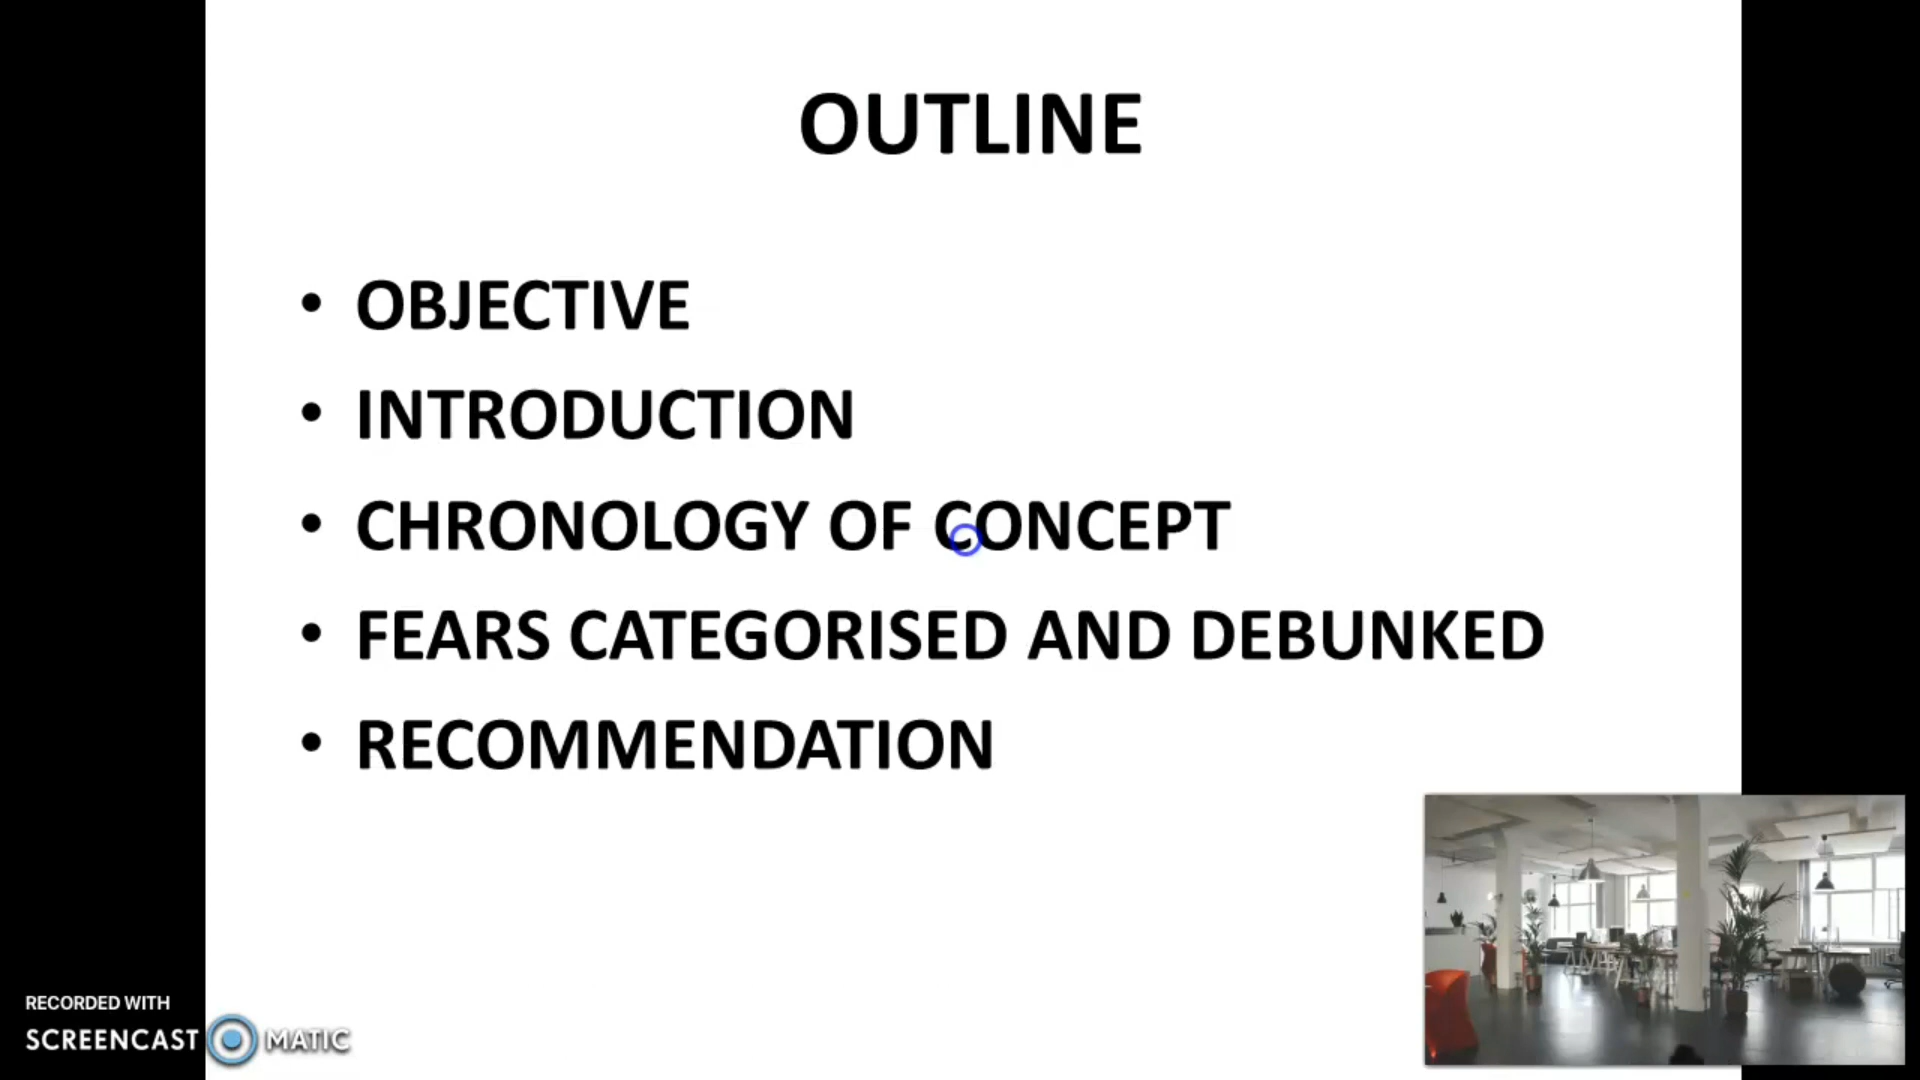 OUTLINE
• OBJECTIVE
• INTRODUCTION
• CHRONOLOGY OF CONCEPT
• FEARS CATEGORISED AND DEBUNKED
• RECOMMENDATION
RECORDED WITH
SCREENCAST MATIC